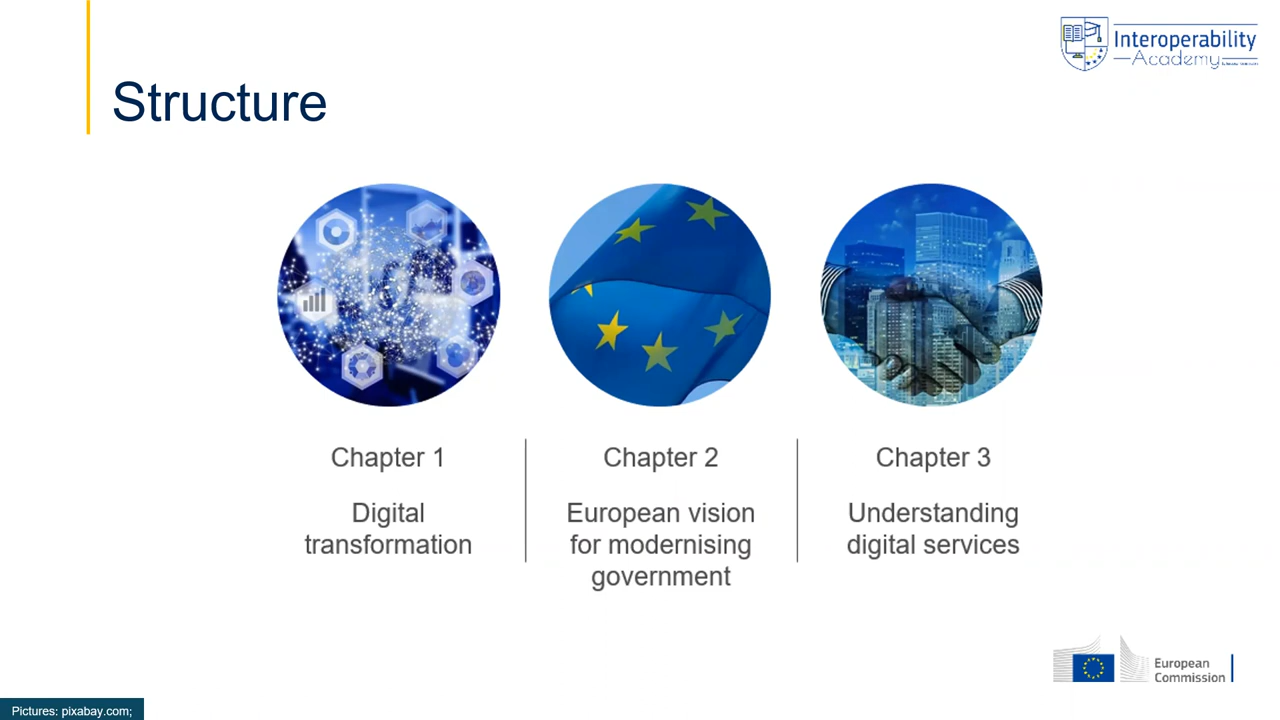 Interoperability
Academy
Structure
Chapter 1
Digital
transformation
Chapter 2
European vision
for modernising
government
Chapter 3
Understanding
digital services
European
Commission
Pictures: pixabay.com;